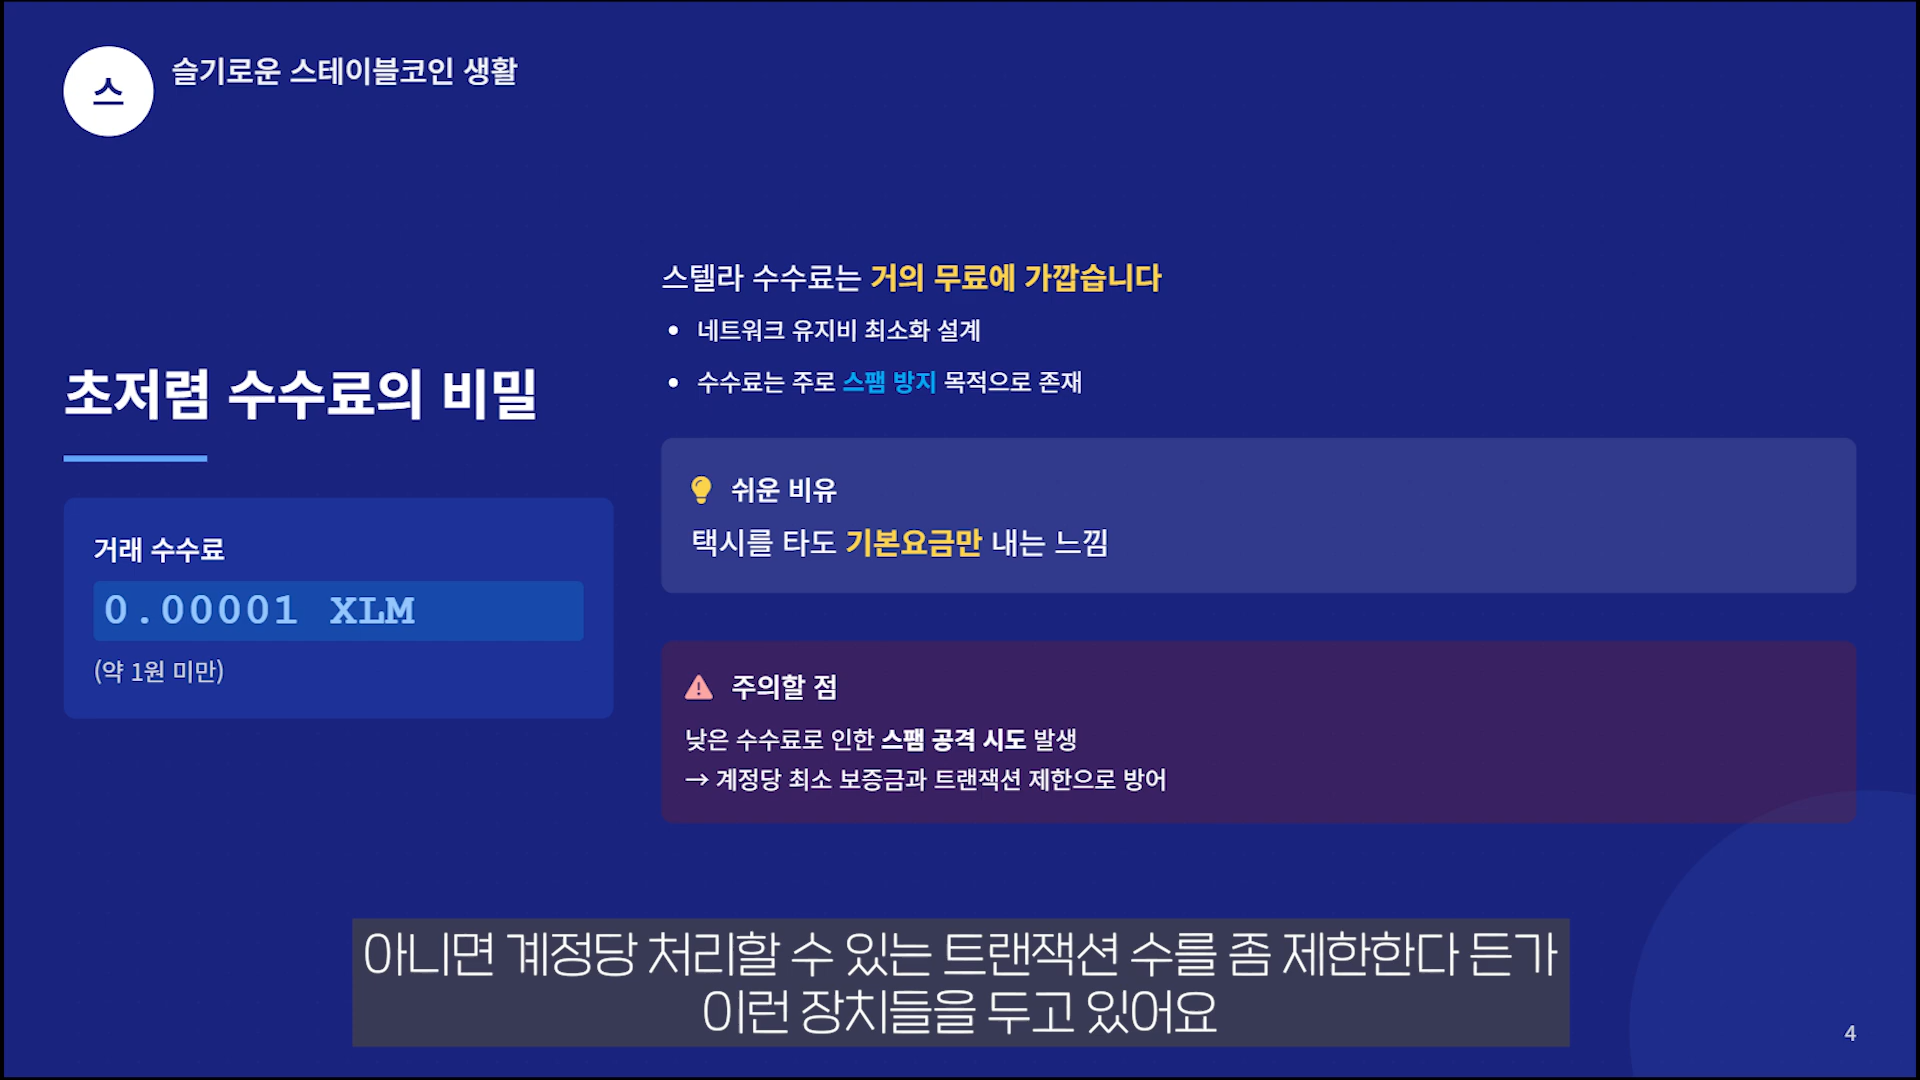 스
슬기로운 스테이블코인 생활
초저렴 수수료의 비밀
거래 수수료
0.00001 XLM
(약 1원 미만)
스텔라 수수료는 거의 무료에 가깝습니다
• 네트워크 유지비 최소화 설계
• 수수료는 주로 스팸 방지 목적으로 존재
쉬운 비유
택시를 타도 기본요금만 내는 느낌
주의할 점
낮은 수수료로 인한 스팸 공격 시도 발생
→ 계정당 최소 보증금과 트랜잭션 제한으로 방어
아니면 계정당 처리할 수 있는 트랜잭션 수를 좀 제한한다 든가
이런 장치들을 두고 있어요
4